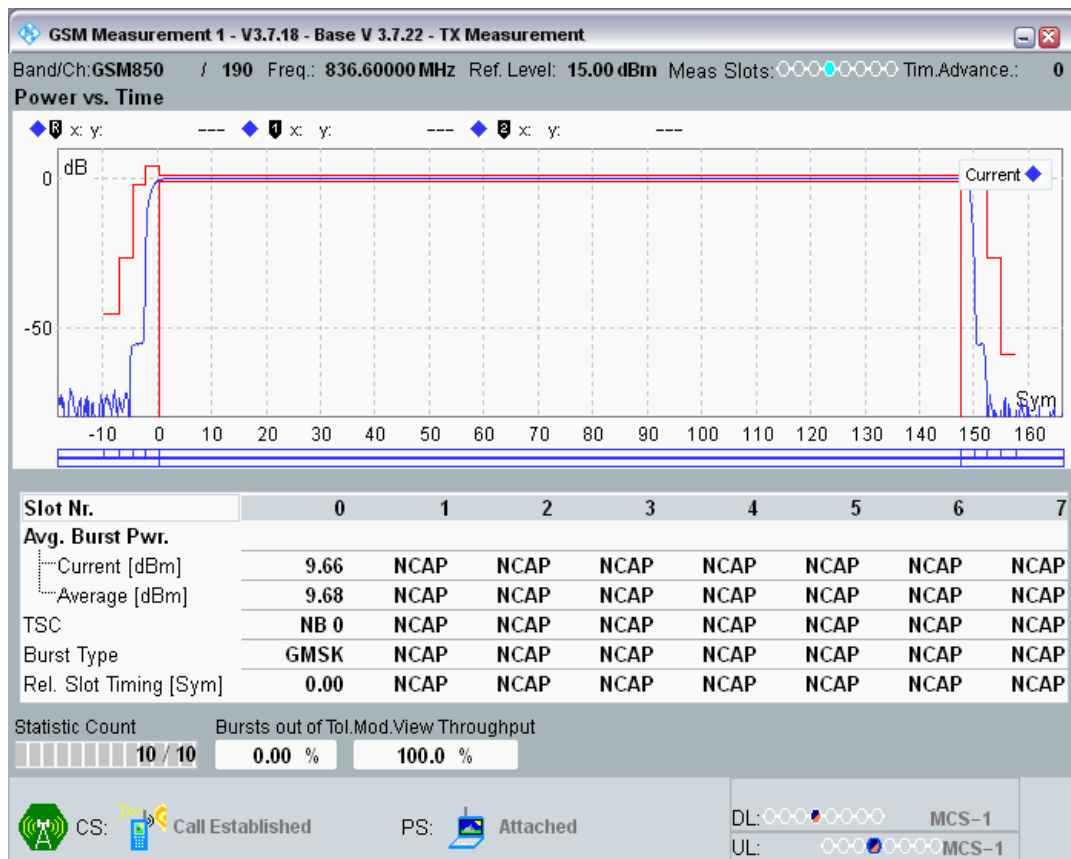 GSM Measurement 1 - V3.7.18 - Base V 3.7.22 - TX Measurement
Band/Ch:GSM850 / 190 Freq.: 836.60000 MHz Ref. Level: 15.00 dBm Meas Slots: Tim.Advance.: 0
Power vs. Time
R x: y: --- 1 x: y: --- 2 x: y: ---
dB
0
Current
-50
Sym
-10 0 10 20 30 40 50 60 70 80 90 100 110 120 130 140 150 160
Slot Nr. 0 1 2 3 4 5 6 7
Avg. Burst Pwr.
Current [dBm] 9.66 NCAP NCAP NCAP NCAP NCAP NCAP NCAP
Average [dBm] 9.68 NCAP NCAP NCAP NCAP NCAP NCAP NCAP
TSC NB 0 NCAP NCAP NCAP NCAP NCAP NCAP NCAP
Burst Type GMSK NCAP NCAP NCAP NCAP NCAP NCAP NCAP
Rel. Slot Timing [Sym] 0.00 NCAP NCAP NCAP NCAP NCAP NCAP NCAP
Statistic Count Bursts out of Tol.Mod.View Throughput
10 / 10 0.00 % 100.0 %
CS: Call Established PS: Attached DL: MCS-1
UL: MCS-1